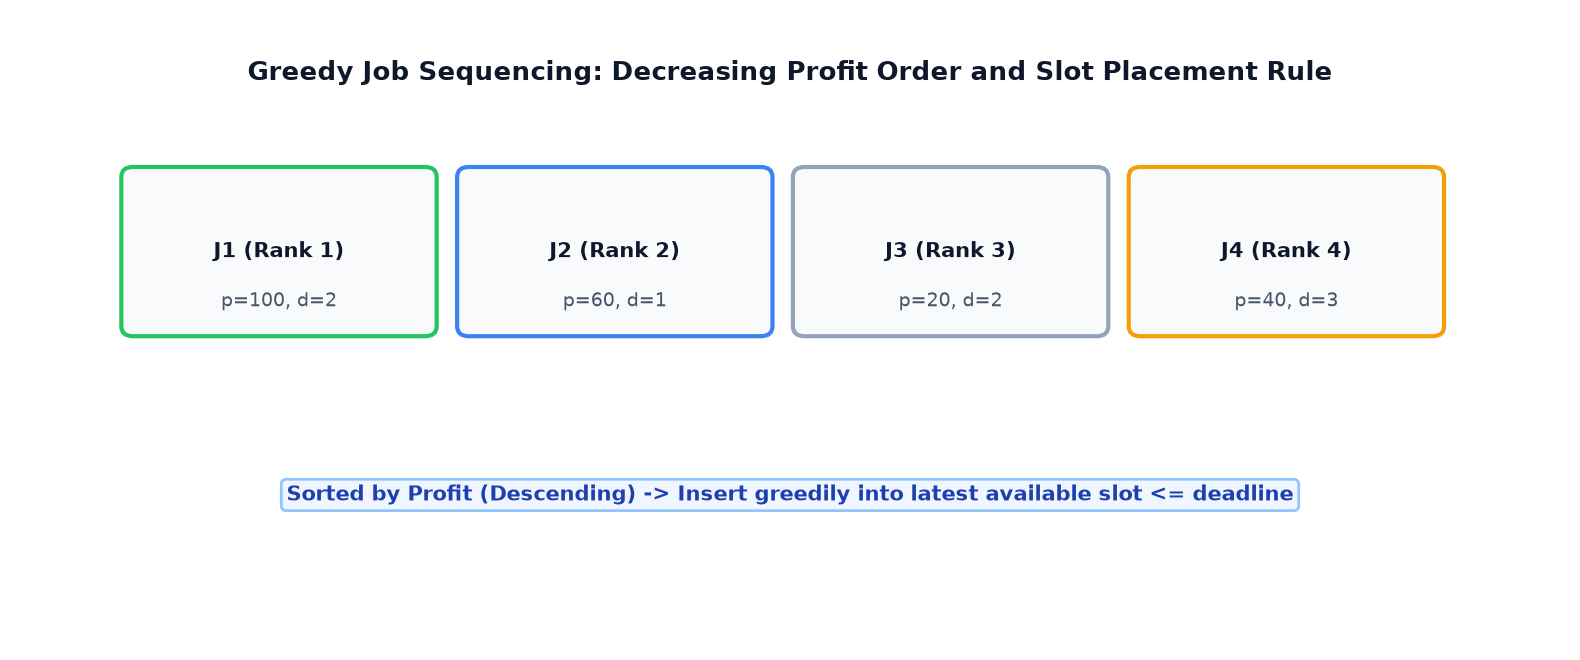 Greedy Job Sequencing: Decreasing Profit Order and Slot Placement Rule
J1 (Rank 1)
p=100, d=2
J2 (Rank 2)
p=60, d=1
J3 (Rank 3)
p=20, d=2
J4 (Rank 4)
p=40, d=3
Sorted by Profit (Descending) -> Insert greedily into latest available slot <= deadline